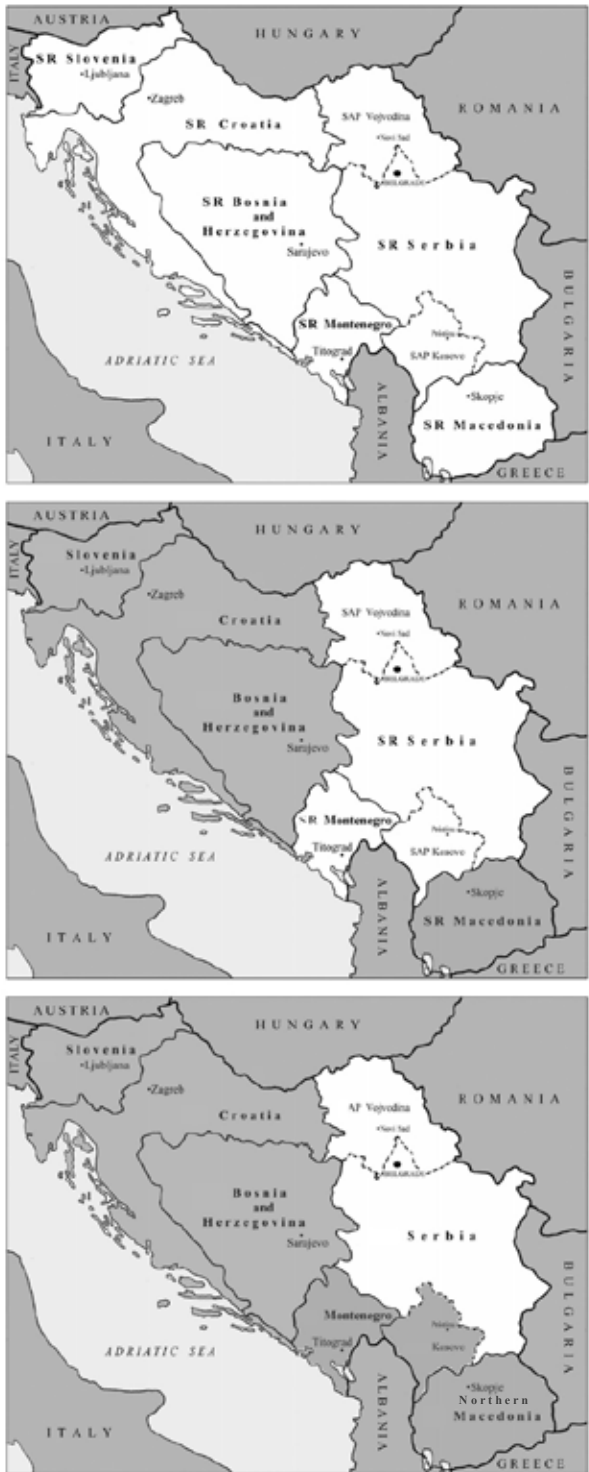 AUSTRIA
HUNGARY
ITALY
SR Slovenia
•Ljubljana
•Zagreb
SR Croatia
SAP Vojvodina
•Novi Sad
ROMANIA
BELGRADE
SR Bosnia
and
Herzegovina
Sarajevo
SR Serbia
BULGARIA
SR Montenegro
Titograd
SAP Kosovo
ADRIATIC SEA
ALBANIA
•Skopje
SR Macedonia
ITALY
GREECE
AUSTRIA
HUNGARY
ITALY
Slovenia
•Ljubljana
•Zagreb
Croatia
SAP Vojvodina
•Novi Sad
ROMANIA
BELGRADE
Bosnia
and
Herzegovina
Sarajevo
SR Serbia
BULGARIA
SR Montenegro
Titograd
SAP Kosovo
ADRIATIC SEA
ALBANIA
•Skopje
SR Macedonia
ITALY
GREECE
AUSTRIA
HUNGARY
ITALY
Slovenia
•Ljubljana
•Zagreb
Croatia
AP Vojvodina
•Novi Sad
ROMANIA
BELGRADE
Bosnia
and
Herzegovina
Sarajevo
Serbia
BULGARIA
Montenegro
Titograd
Kosovo
ADRIATIC SEA
ALBANIA
•Skopje
Northern
Macedonia
ITALY
GREECE